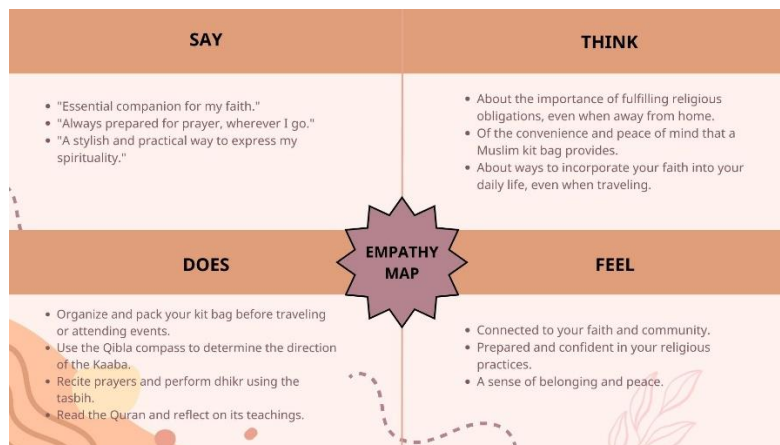 SAY
• "Essential companion for my faith."
• "Always prepared for prayer, wherever I go."
• "A stylish and practical way to express my
spirituality."
THINK
• About the importance of fulfilling religious
obligations, even when away from home.
• Of the convenience and peace of mind that a
Muslim kit bag provides.
• About ways to incorporate your faith into your
daily life, even when traveling.
EMPATHY
MAP
DOES
• Organize and pack your kit bag before traveling
or attending events.
• Use the Qibla compass to determine the direction
of the Kaaba.
• Recite prayers and perform dhikr using the
tasbih.
• Read the Quran and reflect on its teachings.
FEEL
• Connected to your faith and community.
• Prepared and confident in your religious
practices.
• A sense of belonging and peace.